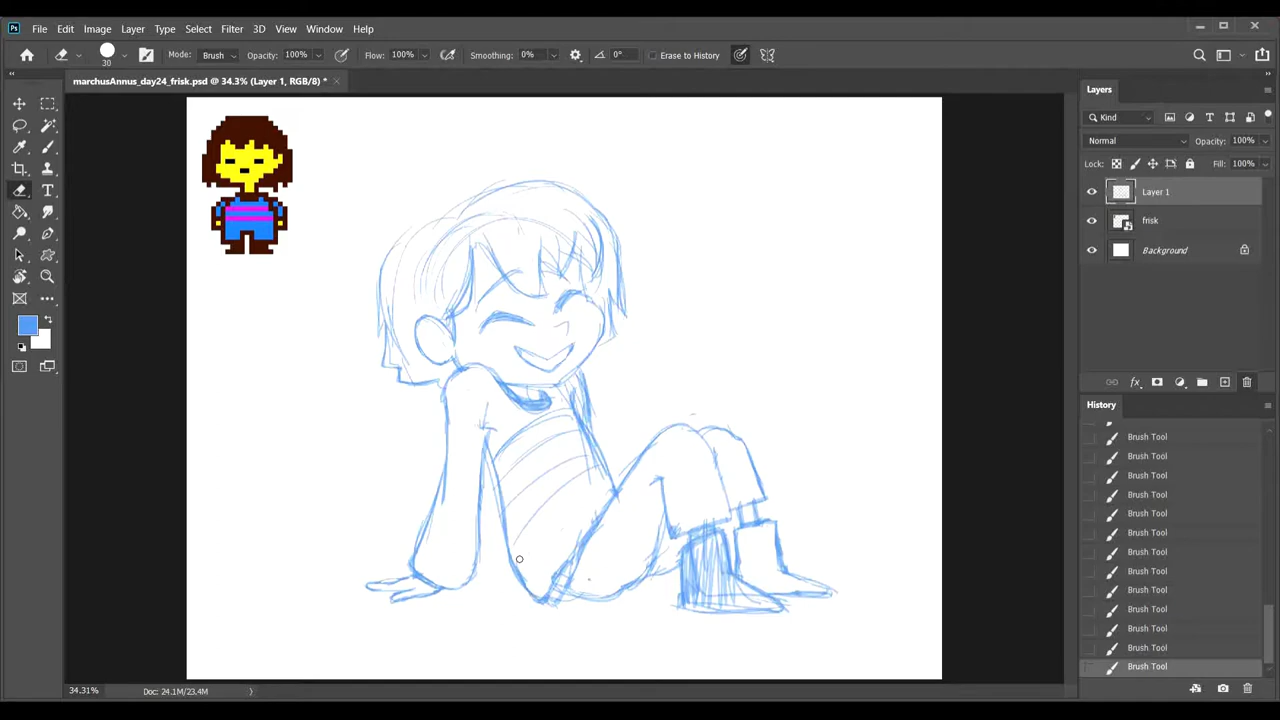 Ps File Edit Image Layer Type Select Filter 3D View Window Help
30 Mode: Brush Opacity: 100% Flow: 100% Smoothing: 0% 0° Erase to History
marchusAnnus_day24_frisk.psd @ 34.3% (Layer 1, RGB/8) *
Layers
Kind
Normal Opacity: 100%
Lock: Fill: 100%
Layer 1
frisk
Background
fx
History
Brush Tool
Brush Tool
Brush Tool
Brush Tool
Brush Tool
Brush Tool
Brush Tool
Brush Tool
Brush Tool
Brush Tool
Brush Tool
Brush Tool
Brush Tool
34.31% Doc: 24.1M/23.4M